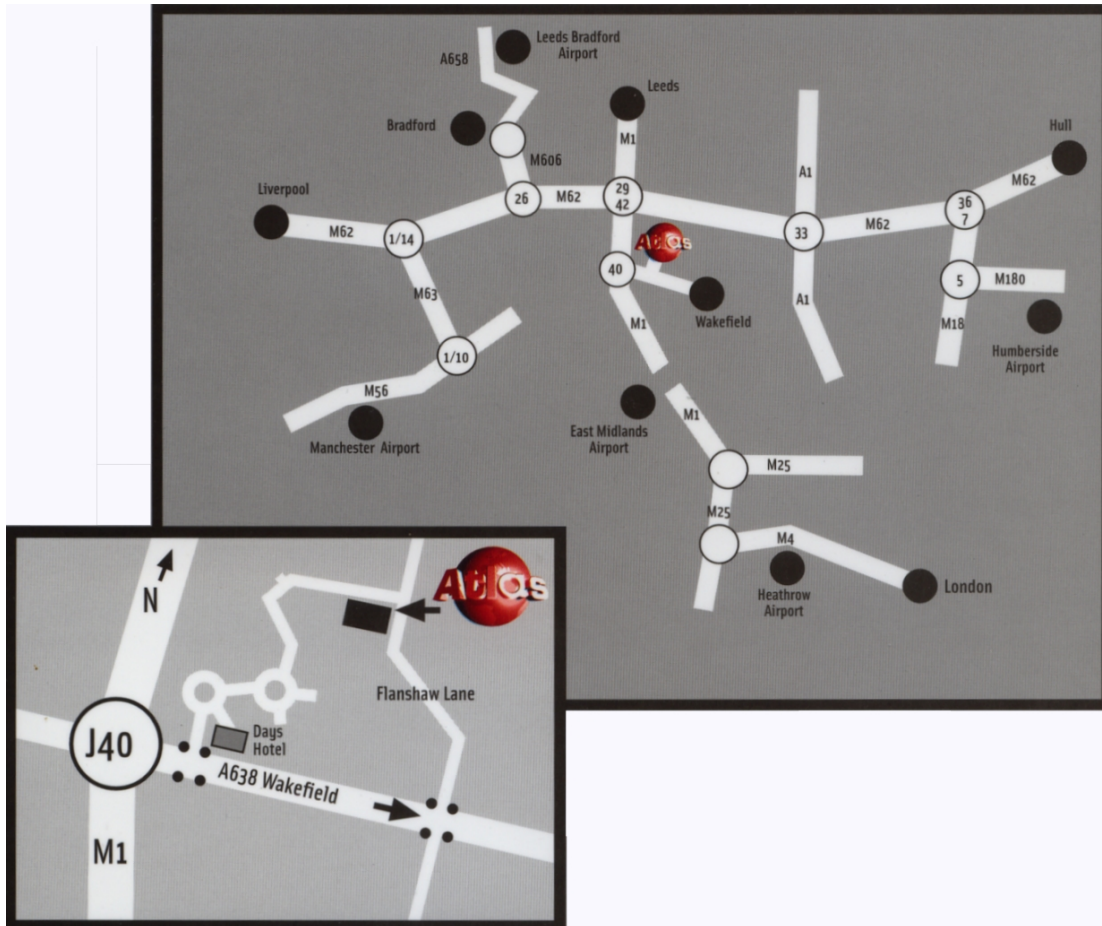 A658
Leeds Bradford
Airport
Bradford
Leeds
M1
M606
A1
Hull
Liverpool
M62
26
M62
29
42
M62
36
7
M62
1/14
33
Atlas
40
5
M180
M63
M1
Wakefield
A1
M18
1/10
Humberside
Airport
M56
Manchester Airport
East Midlands
Airport
M1
M25
M25
M4
Heathrow
Airport
London
N
Atlas
Flanshaw Lane
J40
Days
Hotel
A638 Wakefield
M1